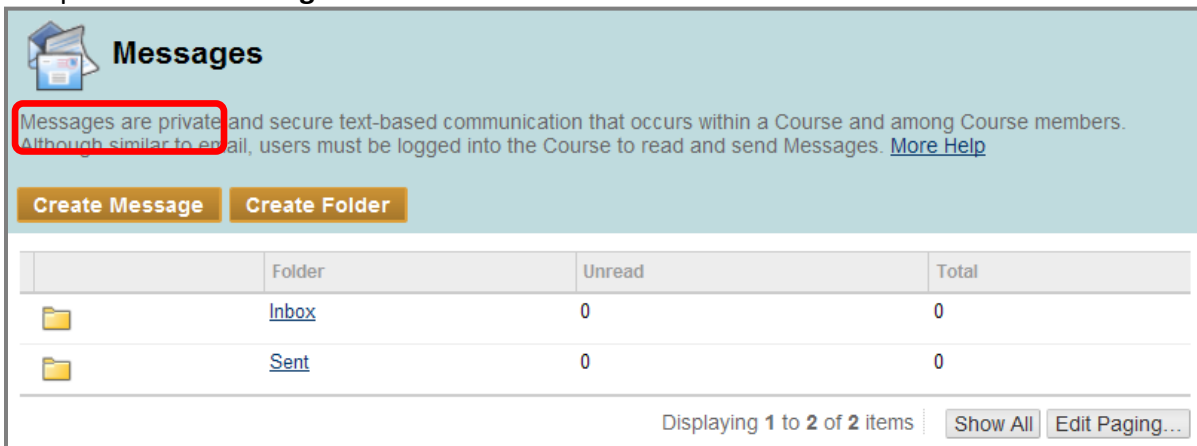 Messages
Messages are private and secure text-based communication that occurs within a Course and among Course members.
Although similar to email, users must be logged into the Course to read and send Messages. More Help
Create Message Create Folder
Folder Unread Total
Inbox 0 0
Sent 0 0
Displaying 1 to 2 of 2 items Show All Edit Paging...